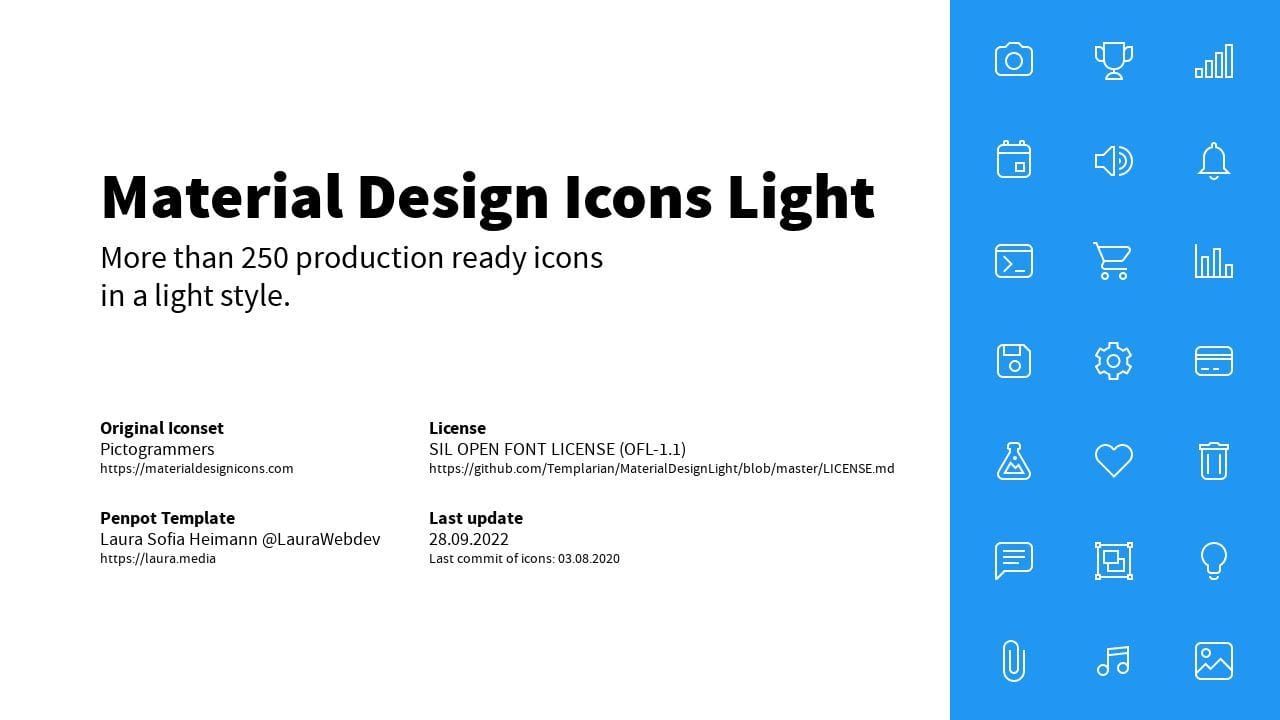 Material Design Icons Light
More than 250 production ready icons
in a light style.
Original Iconset
Pictogrammers
https://materialdesignicons.com
License
SIL OPEN FONT LICENSE (OFL-1.1)
https://github.com/Templarian/MaterialDesignLight/blob/master/LICENSE.md
Penpot Template
Laura Sofia Heimann @LauraWebdev
https://laura.media
Last update
28.09.2022
Last commit of icons: 03.08.2020